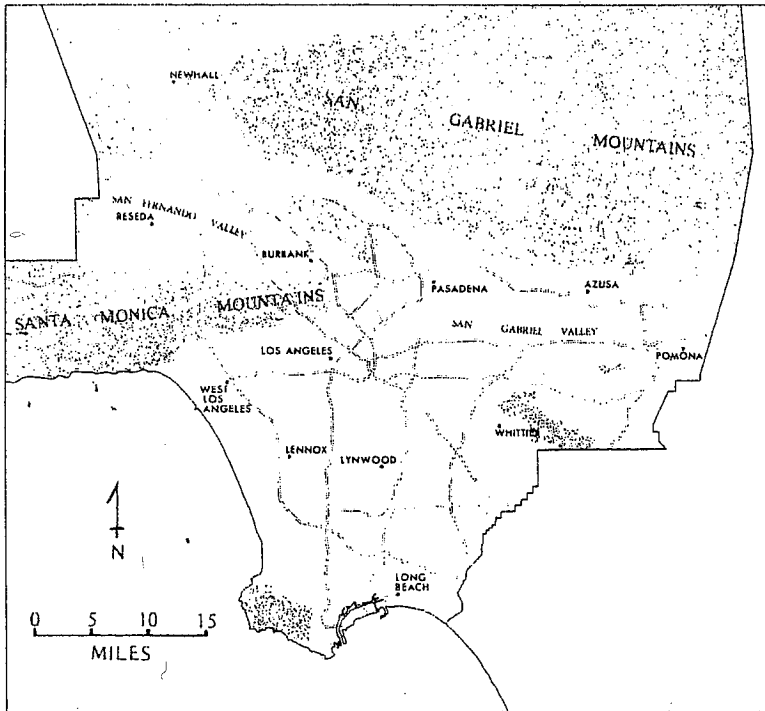 NEWHALL
SAN
GABRIEL
MOUNTAINS
SAN FERNANDO VALLEY
RESEDA
BURBANK
PASADENA
AZUSA
SANTA MONICA MOUNTAINS
SAN GABRIEL VALLEY
LOS ANGELES
POMONA
WEST
LOS
ANGELES
WHITTIER
LENNOX
LYNWOOD
N
LONG
BEACH
0 5 10 15
MILES